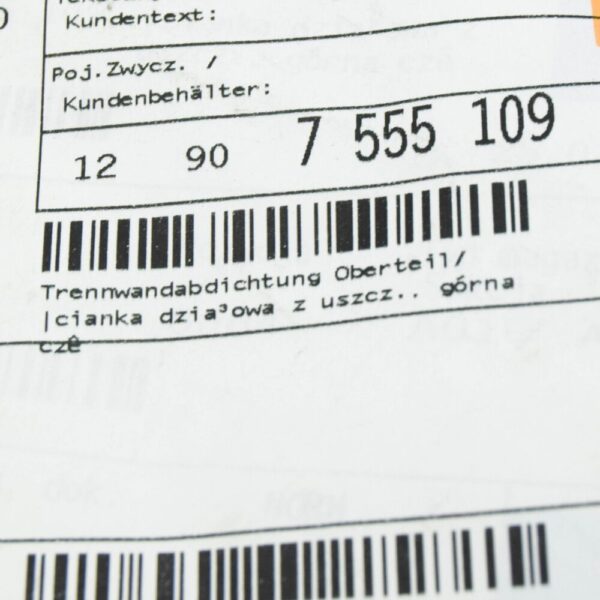 Kundentext:
Poj.Zwycz. /
Kundenbehälter:
12 90 7 555 109
Trennwandabdichtung Oberteil/
|cianka dzia³owa z uszcz.. górna
czê